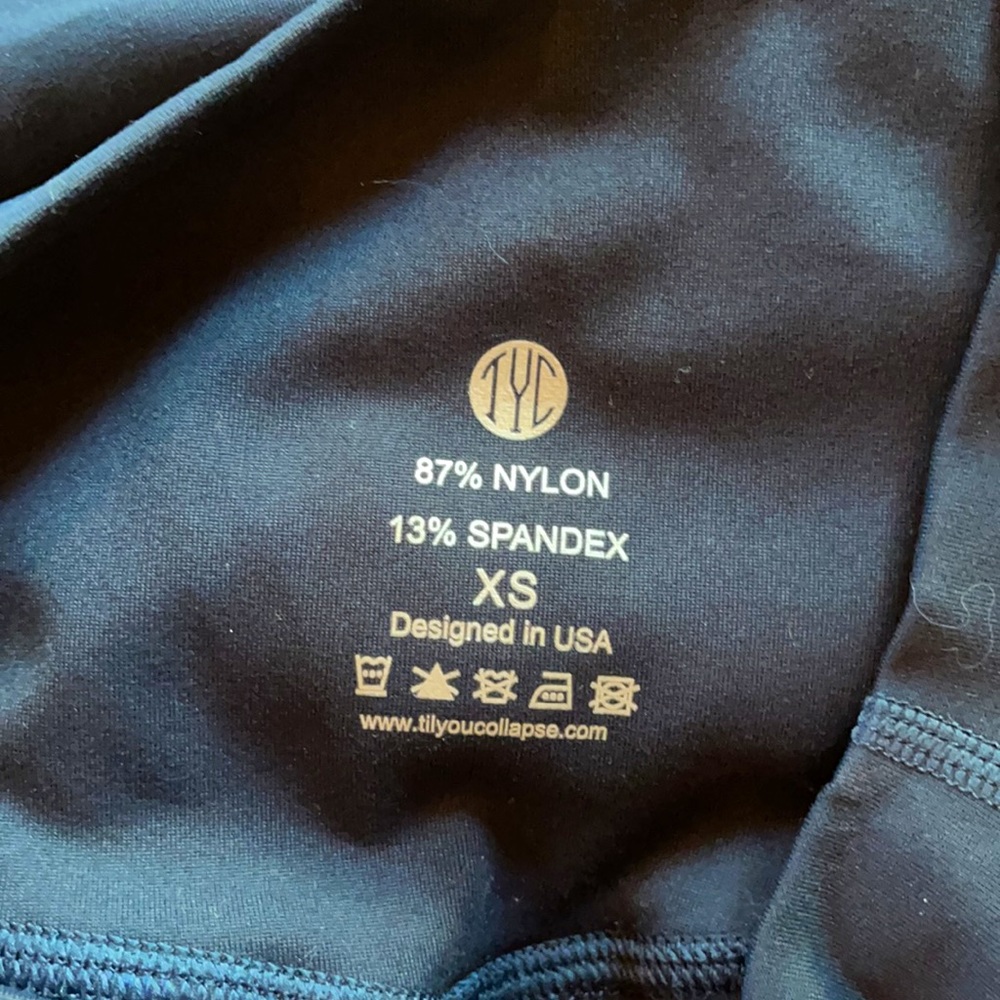 TYC
87% NYLON
13% SPANDEX
XS
Designed in USA
www.tilyoucollapse.com